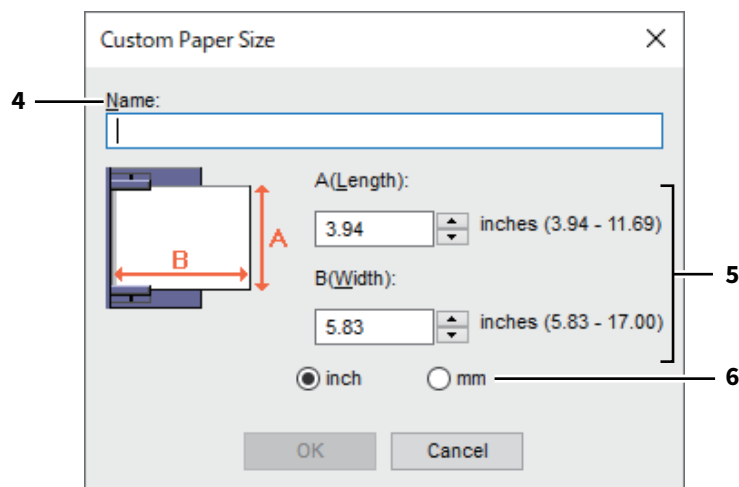 Custom Paper Size
4
Name:
A(Length):
3.94
inches (3.94 - 11.69)
A
B
B(Width):
5
5.83
inches (5.83 - 17.00)
inch
mm
6
OK
Cancel